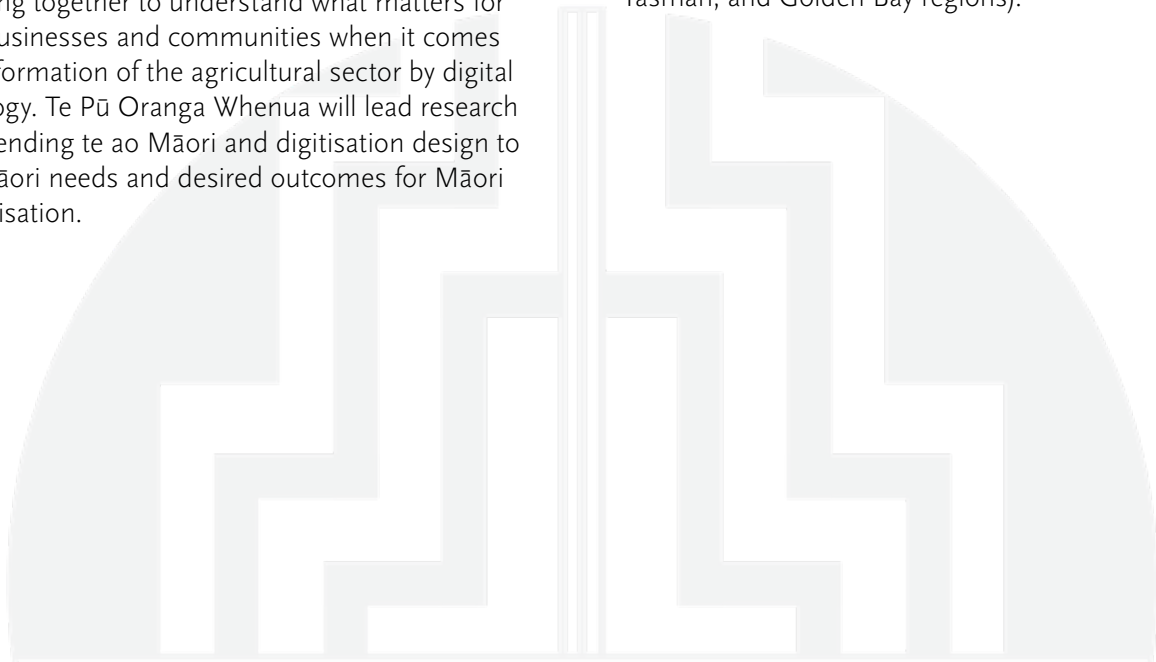 ng together to understand what matters for
usinesses and communities when it comes
formation of the agricultural sector by digital
ogy. Te Pū Oranga Whenua will lead research
ending te ao Māori and digitisation design to
āori needs and desired outcomes for Māori
isation.
Tasman, and Golden Bay regions).